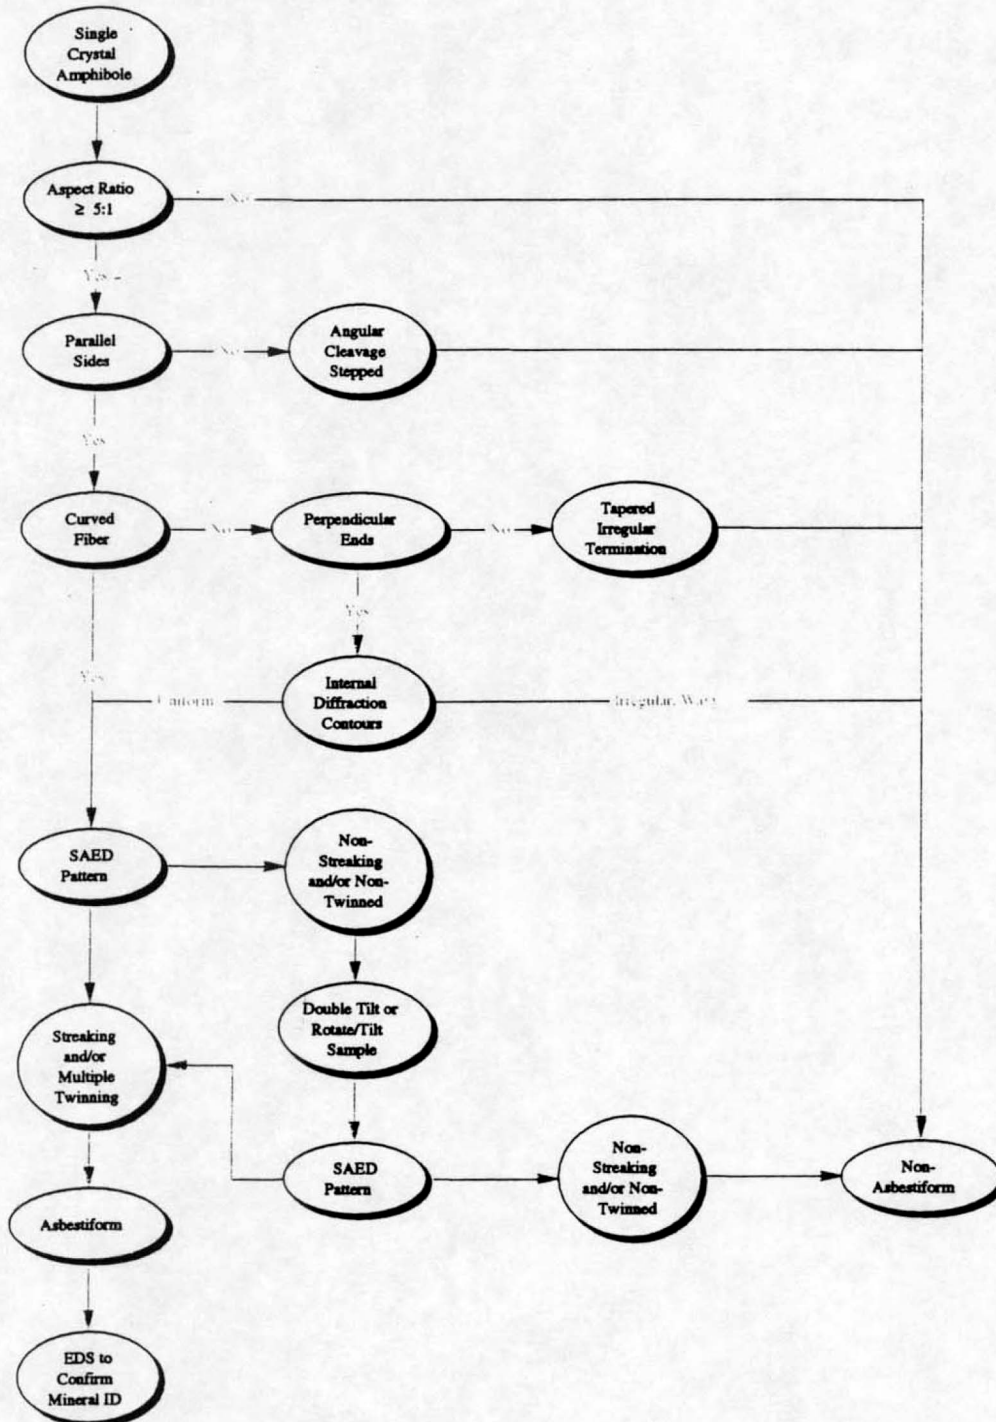 Single
Crystal
Amphibole
Aspect Ratio
≥ 5:1
No
Yes
Parallel
Sides
No
Angular
Cleavage
Stepped
Yes
Curved
Fiber
No
Perpendicular
Ends
No
Tapered
Irregular
Termination
Yes
Yes
Uniform
Internal
Diffraction
Contours
Irregular, Wavy
SAED
Pattern
Non-
Streaking
and/or Non-
Twinned
Double Tilt or
Rotate/Tilt
Sample
Streaking
and/or
Multiple
Twinning
SAED
Pattern
Non-
Streaking
and/or Non-
Twinned
Non-
Asbestiform
Asbestiform
EDS to
Confirm
Mineral ID